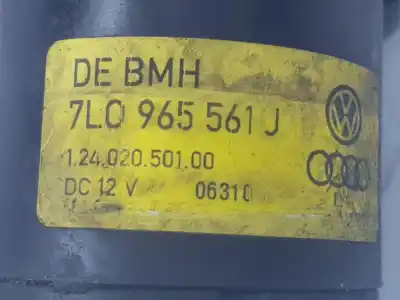 DE BMH
7L0 965 561 J
1.24.020.501.00
DC 12 V 06310